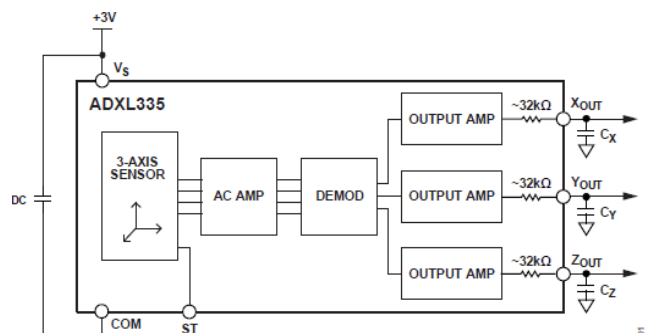 +3V
VS
ADXL335
3-AXIS
SENSOR
AC AMP
DEMOD
OUTPUT AMP
~32kΩ
XOUT
CX
OUTPUT AMP
~32kΩ
YOUT
CY
OUTPUT AMP
~32kΩ
ZOUT
CZ
DC
COM
ST